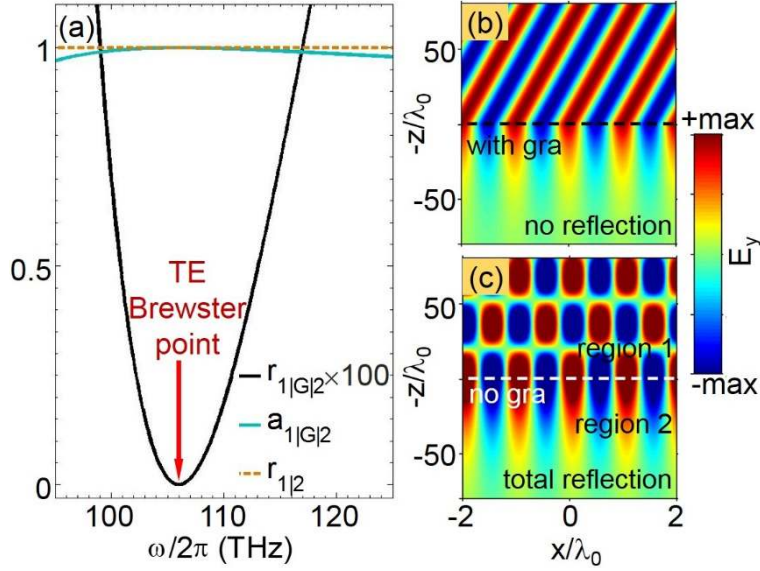 (a)
1
0.5
0
TE
Brewster
point
r1|G|2×100
a1|G|2
r1|2
100
110
120
ω/2π (THz)
(b)
-z/λ0
50
0
-50
with gra
no reflection
(c)
-z/λ0
50
0
-50
region 1
no gra
region 2
total reflection
-2
0
2
x/λ0
+max
Ey
-max